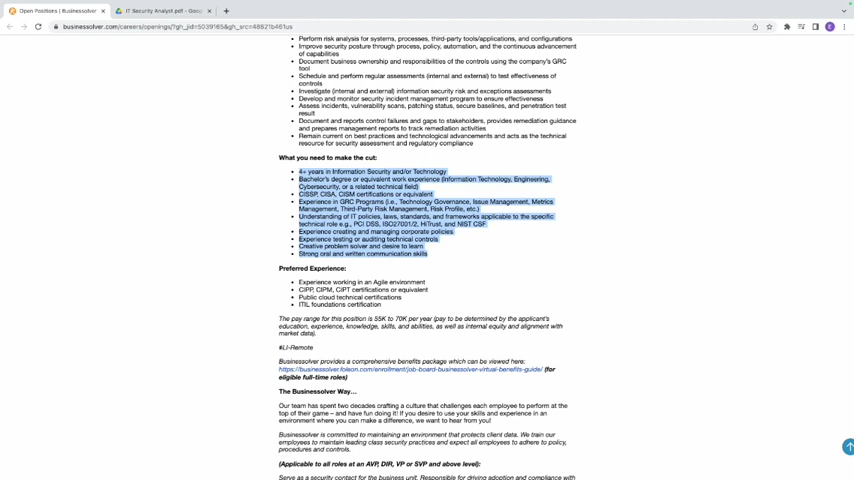 Open Positions | Businessolver
IT Security Analyst.pdf - Goog
businessolver.com/careers/openings/?gh_jid=5039165&gh_src=48821b461us
E
Perform risk analysis for systems, processes, third-party tools/applications, and configurations
Improve security posture through process, policy, automation, and the continuous advancement
of capabilities
Document business ownership and responsibilities of the controls using the company's GRC
tool
Schedule and perform regular assessments (internal and external) to test effectiveness of
controls
Investigate (internal and external) information security risk and exceptions assessments
Develop and monitor security incident management program to ensure effectiveness
Assess incidents, vulnerability scans, patching status, secure baselines, and penetration test
result
Document and reports control failures and gaps to stakeholders, provides remediation guidance
and prepares management reports to track remediation activities
Remain current on best practices and technological advancements and acts as the technical
resource for security assessment and regulatory compliance
What you need to make the cut:
4+ years in Information Security and/or Technology
Bachelor's degree or equivalent work experience (Information Technology, Engineering,
Cybersecurity, or a related technical field)
CISSP, CISA, CISM certifications or equivalent
Experience in GRC Programs (i.e., Technology Governance, Issue Management, Metrics
Management, Third-Party Risk Management, Risk Profile, etc.)
Understanding of IT policies, laws, standards, and frameworks applicable to the specific
technical role e.g., PCI DSS, ISO27001/2, HiTrust, and NIST CSF
Experience creating and managing corporate policies
Experience testing or auditing technical controls
Creative problem solver and desire to learn
Strong oral and written communication skills
Preferred Experience:
Experience working in an Agile environment
CIPP, CIPM, CIPT certifications or equivalent
Public cloud technical certifications
ITIL foundations certification
The pay range for this position is 55K to 70K per year (pay to be determined by the applicant's
education, experience, knowledge, skills, and abilities, as well as internal equity and alignment with
market data).
#LI-Remote
Businessolver provides a comprehensive benefits package which can be viewed here:
https://businessolver.foleon.com/enrollment/job-board-businessolver-virtual-benefits-guide/ (for
eligible full-time roles)
The Businessolver Way…
Our team has spent two decades crafting a culture that challenges each employee to perform at the
top of their game – and have fun doing it! If you desire to use your skills and experience in an
environment where you can make a difference, we want to hear from you!
Businessolver is committed to maintaining an environment that protects client data. We train our
employees to maintain leading class security practices and expect all employees to adhere to policy,
procedures and controls.
(Applicable to all roles at an AVP, DIR, VP or SVP and above level):
Serve as a security contact for the business unit. Responsible for driving adoption and compliance with